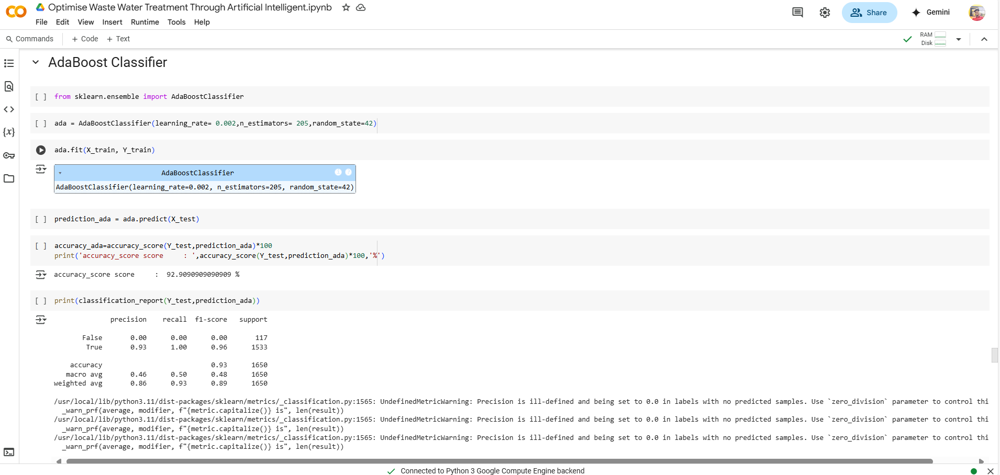 Optimise Waste Water Treatment Through Artificial Intelligent.ipynb
File Edit View Insert Runtime Tools Help
Share
Gemini
Commands + Code + Text
RAM
Disk
AdaBoost Classifier
[ ] from sklearn.ensemble import AdaBoostClassifier
[ ] ada = AdaBoostClassifier(learning_rate= 0.002,n_estimators= 205,random_state=42)
ada.fit(X_train, Y_train)
AdaBoostClassifier
AdaBoostClassifier(learning_rate=0.002, n_estimators=205, random_state=42)
[ ] prediction_ada = ada.predict(X_test)
[ ] accuracy_ada=accuracy_score(Y_test,prediction_ada)*100
print('accuracy_score score     : ',accuracy_score(Y_test,prediction_ada)*100,'%')
accuracy_score score     :  92.9090909090909 %
[ ] print(classification_report(Y_test,prediction_ada))
precision    recall  f1-score   support
False       0.00      0.00      0.00       117
True       0.93      1.00      0.96      1533
accuracy                           0.93      1650
macro avg       0.46      0.50      0.48      1650
weighted avg       0.86      0.93      0.89      1650
/usr/local/lib/python3.11/dist-packages/sklearn/metrics/_classification.py:1565: UndefinedMetricWarning: Precision is ill-defined and being set to 0.0 in labels with no predicted samples. Use `zero_division` parameter to control thi
_warn_prf(average, modifier, f"{metric.capitalize()} is", len(result))
/usr/local/lib/python3.11/dist-packages/sklearn/metrics/_classification.py:1565: UndefinedMetricWarning: Precision is ill-defined and being set to 0.0 in labels with no predicted samples. Use `zero_division` parameter to control thi
_warn_prf(average, modifier, f"{metric.capitalize()} is", len(result))
/usr/local/lib/python3.11/dist-packages/sklearn/metrics/_classification.py:1565: UndefinedMetricWarning: Precision is ill-defined and being set to 0.0 in labels with no predicted samples. Use `zero_division` parameter to control thi
_warn_prf(average, modifier, f"{metric.capitalize()} is", len(result))
Connected to Python 3 Google Compute Engine backend